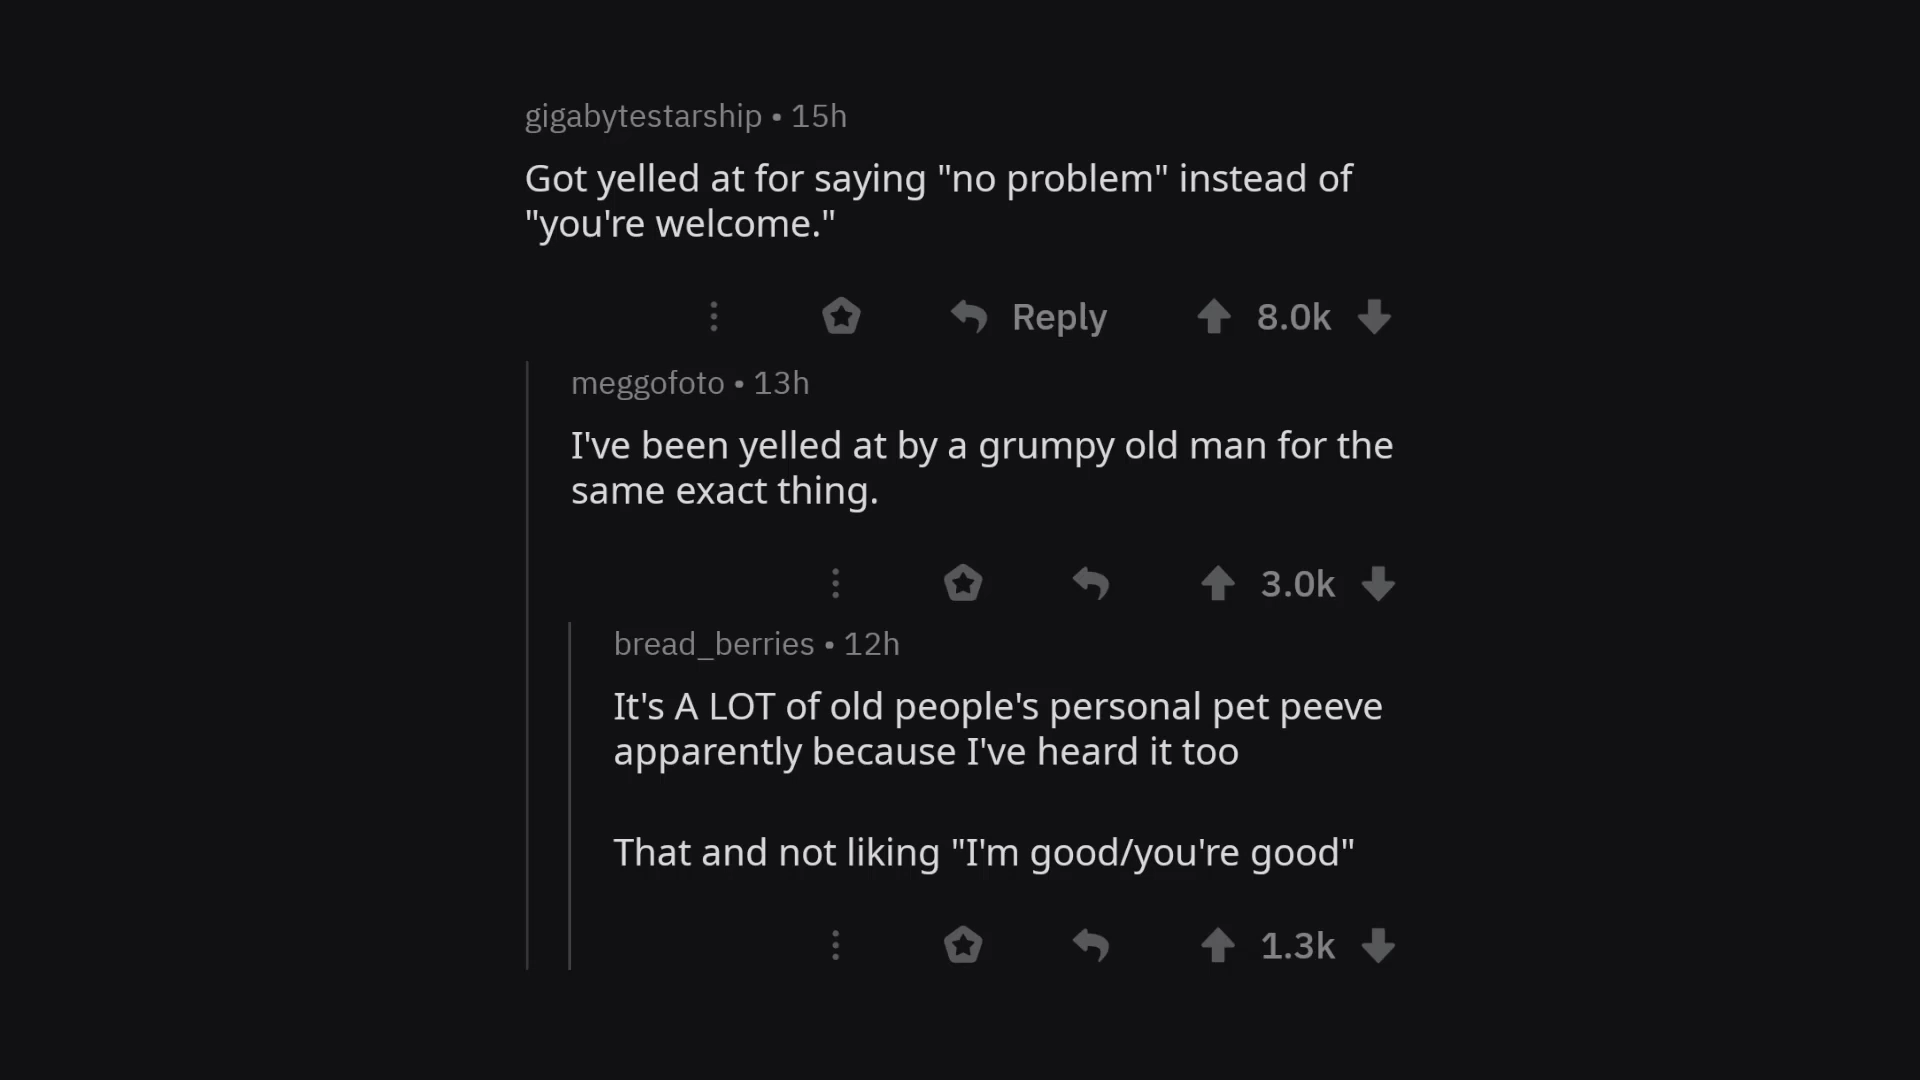 gigabytestarship • 15h
Got yelled at for saying "no problem" instead of
"you're welcome."
Reply 8.0k
meggofoto • 13h
I've been yelled at by a grumpy old man for the
same exact thing.
3.0k
bread_berries • 12h
It's A LOT of old people's personal pet peeve
apparently because I've heard it too
That and not liking "I'm good/you're good"
1.3k